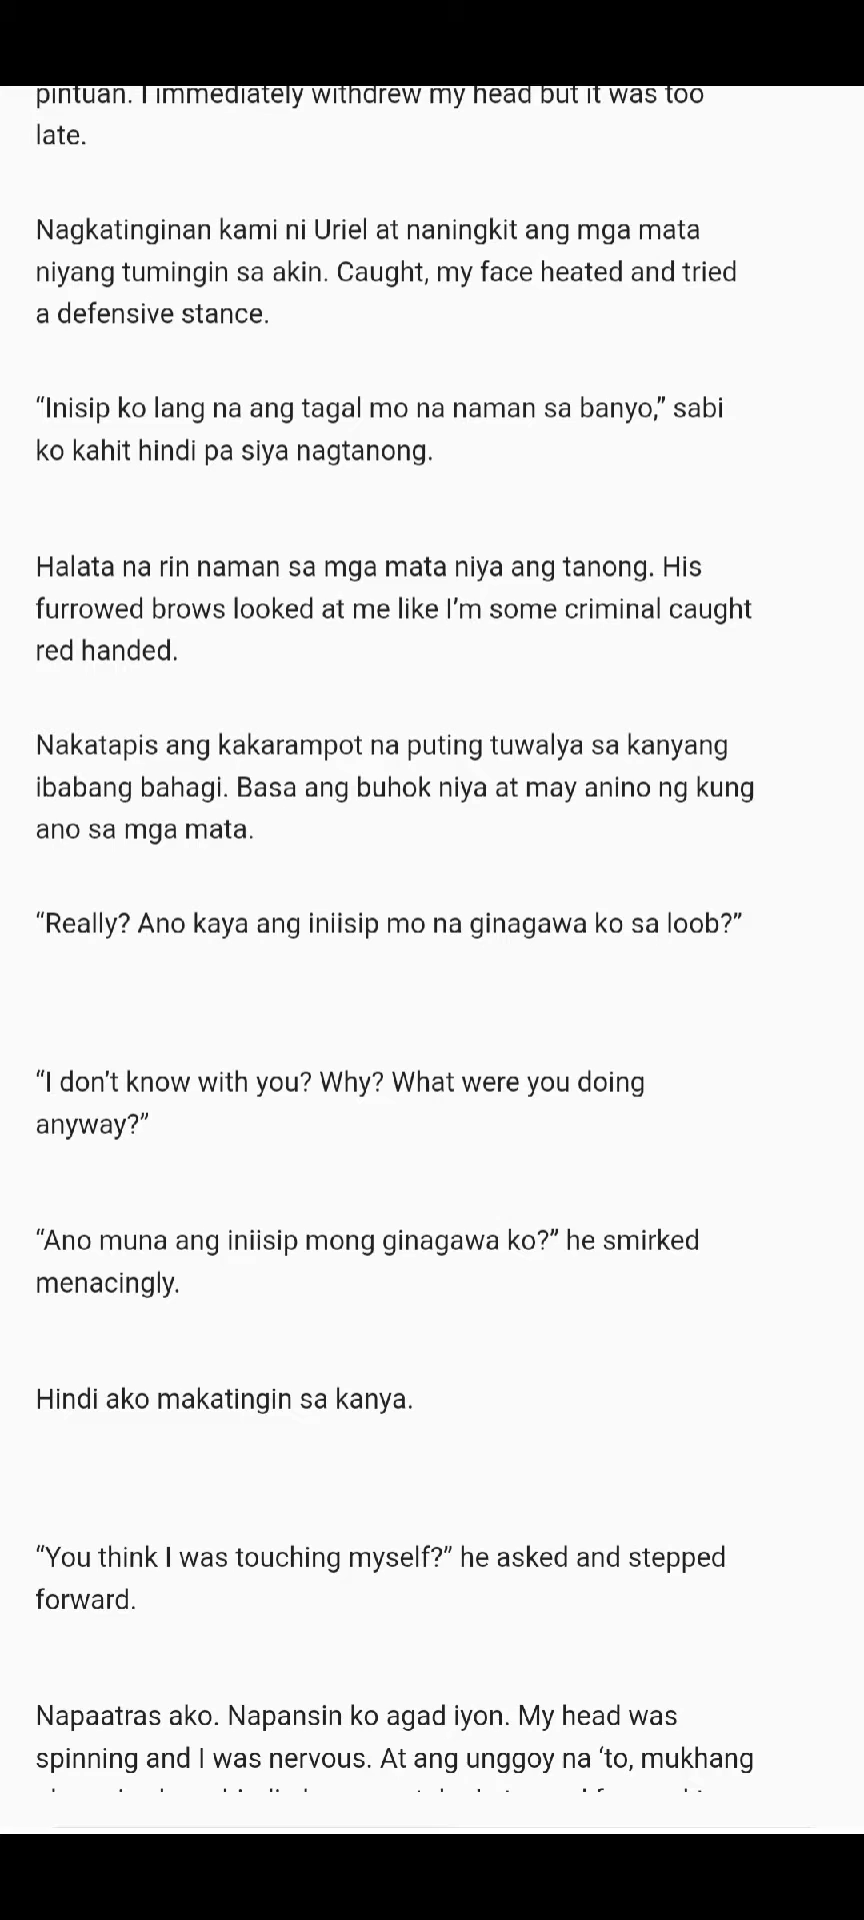 pintuan. I immediately withdrew my head but it was too
late.
Nagkatinginan kami ni Uriel at naningkit ang mga mata
niyang tumingin sa akin. Caught, my face heated and tried
a defensive stance.
“Inisip ko lang na ang tagal mo na naman sa banyo,” sabi
ko kahit hindi pa siya nagtanong.
Halata na rin naman sa mga mata niya ang tanong. His
furrowed brows looked at me like I’m some criminal caught
red handed.
Nakatapis ang kakarampot na puting tuwalya sa kanyang
ibabang bahagi. Basa ang buhok niya at may anino ng kung
ano sa mga mata.
“Really? Ano kaya ang iniisip mo na ginagawa ko sa loob?”
“I don't know with you? Why? What were you doing
anyway?”
“Ano muna ang iniisip mong ginagawa ko?” he smirked
menacingly.
Hindi ako makatingin sa kanya.
“You think I was touching myself?” he asked and stepped
forward.
Napaatras ako. Napansin ko agad iyon. My head was
spinning and I was nervous. At ang unggoy na ‘to, mukhang